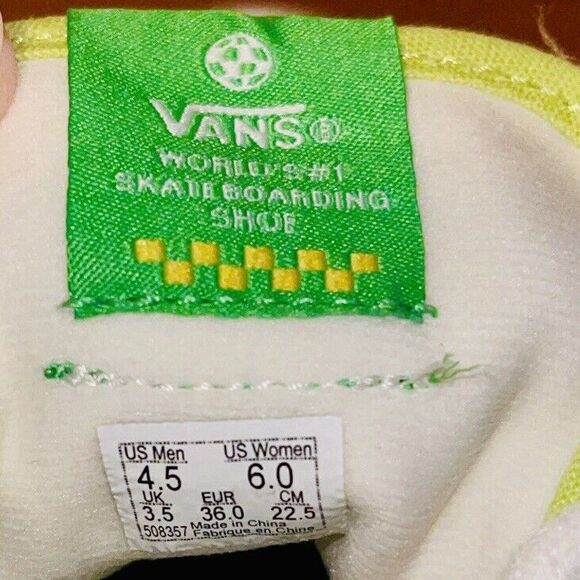 VANS®
WORLD'S #1
SKATEBOARDING
SHOE
US Men US Women
4.5 6.0
UK EUR CM
3.5 36.0 22.5
508357 Made in China
Fabriqué en Chine